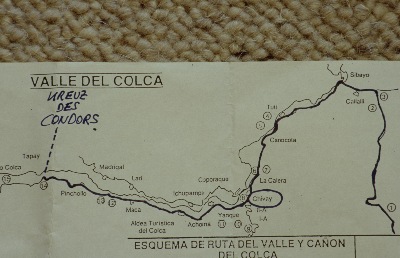 VALLE DEL COLCA
KREUZ
DES
CONDORS.
Sibayo
Callalli
Tuti
Canocota
Tapay
Colca
Madrigal
Lari
La Calera
Chivay
Pinchollo
Maca
Ichupampa
Yanque
Achoma
Aldea Turística
del Colca
ESQUEMA DE RUTA DEL VALLE Y CAÑON
DEL COLCA